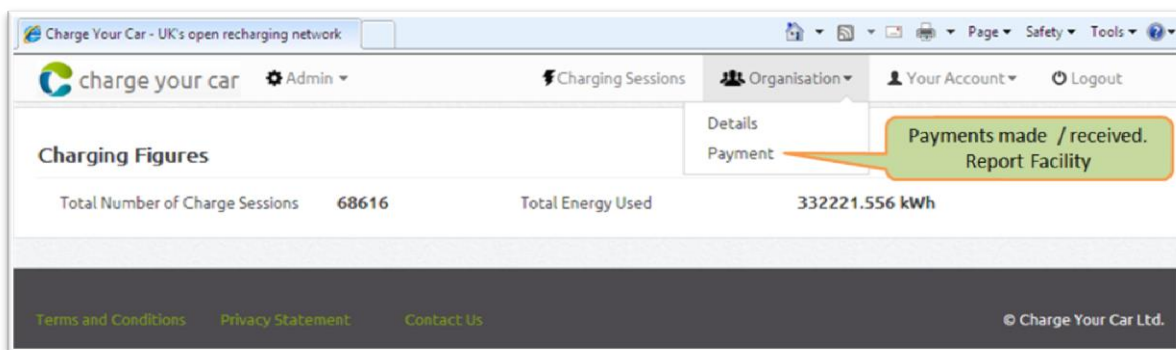 Charge Your Car - UK's open recharging network
Page Safety Tools
charge your car Admin Charging Sessions Organisation Your Account Logout
Details
Payment
Payments made / received.
Report Facility
Charging Figures
Total Number of Charge Sessions 68616 Total Energy Used 332221.556 kWh
Terms and Conditions Privacy Statement Contact Us © Charge Your Car Ltd.